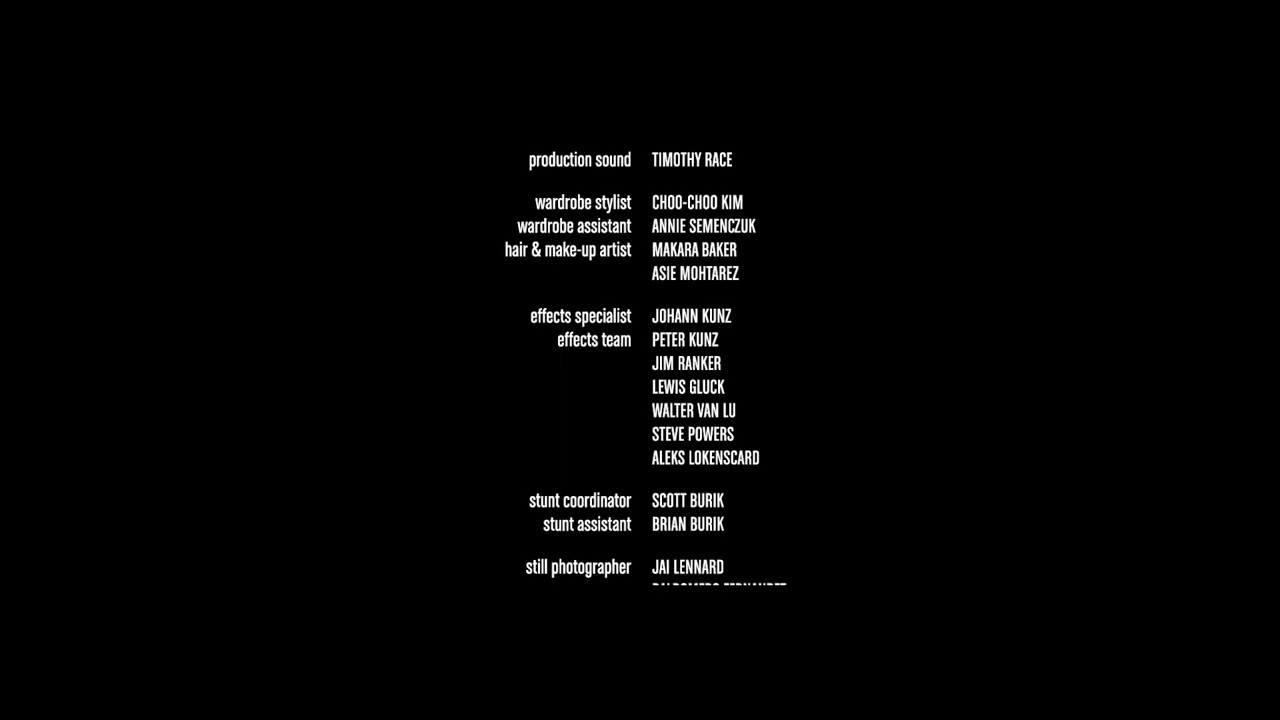 production sound TIMOTHY RACE
wardrobe stylist CHOO-CHOO KIM
wardrobe assistant ANNIE SEMENCZUK
hair & make-up artist MAKARA BAKER
ASIE MOHTAREZ
effects specialist JOHANN KUNZ
effects team PETER KUNZ
JIM RANKER
LEWIS GLUCK
WALTER VAN LU
STEVE POWERS
ALEKS LOKENSCARD
stunt coordinator SCOTT BURIK
stunt assistant BRIAN BURIK
still photographer JAI LENNARD